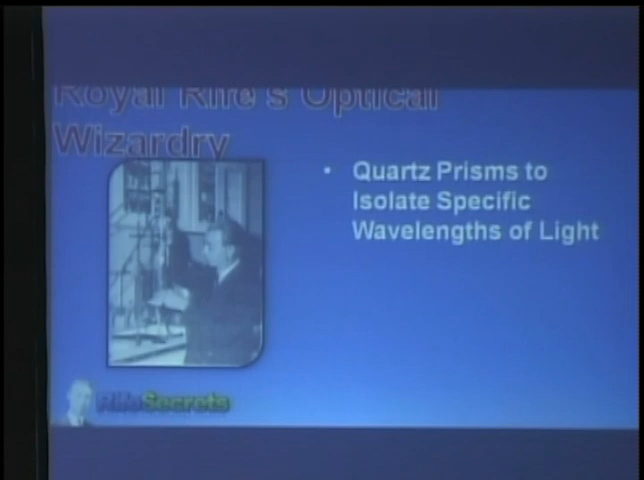 Royal Rife's Optical
Wizardry
• Quartz Prisms to
Isolate Specific
Wavelengths of Light
RifeSecrets